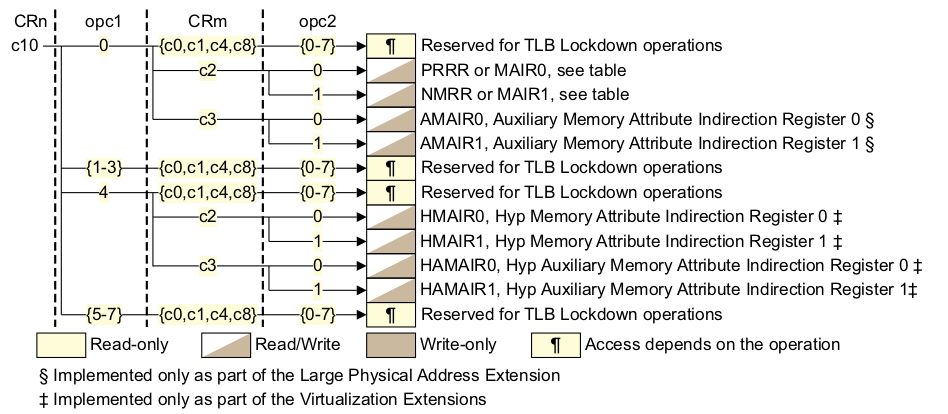 CRn opc1 CRm opc2
c10 0 {c0,c1,c4,c8} {0-7} ¶ Reserved for TLB Lockdown operations
c2 0 PRRR or MAIR0, see table
1 NMRR or MAIR1, see table
c3 0 AMAIR0, Auxiliary Memory Attribute Indirection Register 0 §
1 AMAIR1, Auxiliary Memory Attribute Indirection Register 1 §
{1-3} {c0,c1,c4,c8} {0-7} ¶ Reserved for TLB Lockdown operations
4 {c0,c1,c4,c8} {0-7} ¶ Reserved for TLB Lockdown operations
c2 0 HMAIR0, Hyp Memory Attribute Indirection Register 0 ‡
1 HMAIR1, Hyp Memory Attribute Indirection Register 1 ‡
c3 0 HAMAIR0, Hyp Auxiliary Memory Attribute Indirection Register 0 ‡
1 HAMAIR1, Hyp Auxiliary Memory Attribute Indirection Register 1‡
{5-7} {c0,c1,c4,c8} {0-7} ¶ Reserved for TLB Lockdown operations
Read-only Read/Write Write-only ¶ Access depends on the operation
§ Implemented only as part of the Large Physical Address Extension
‡ Implemented only as part of the Virtualization Extensions